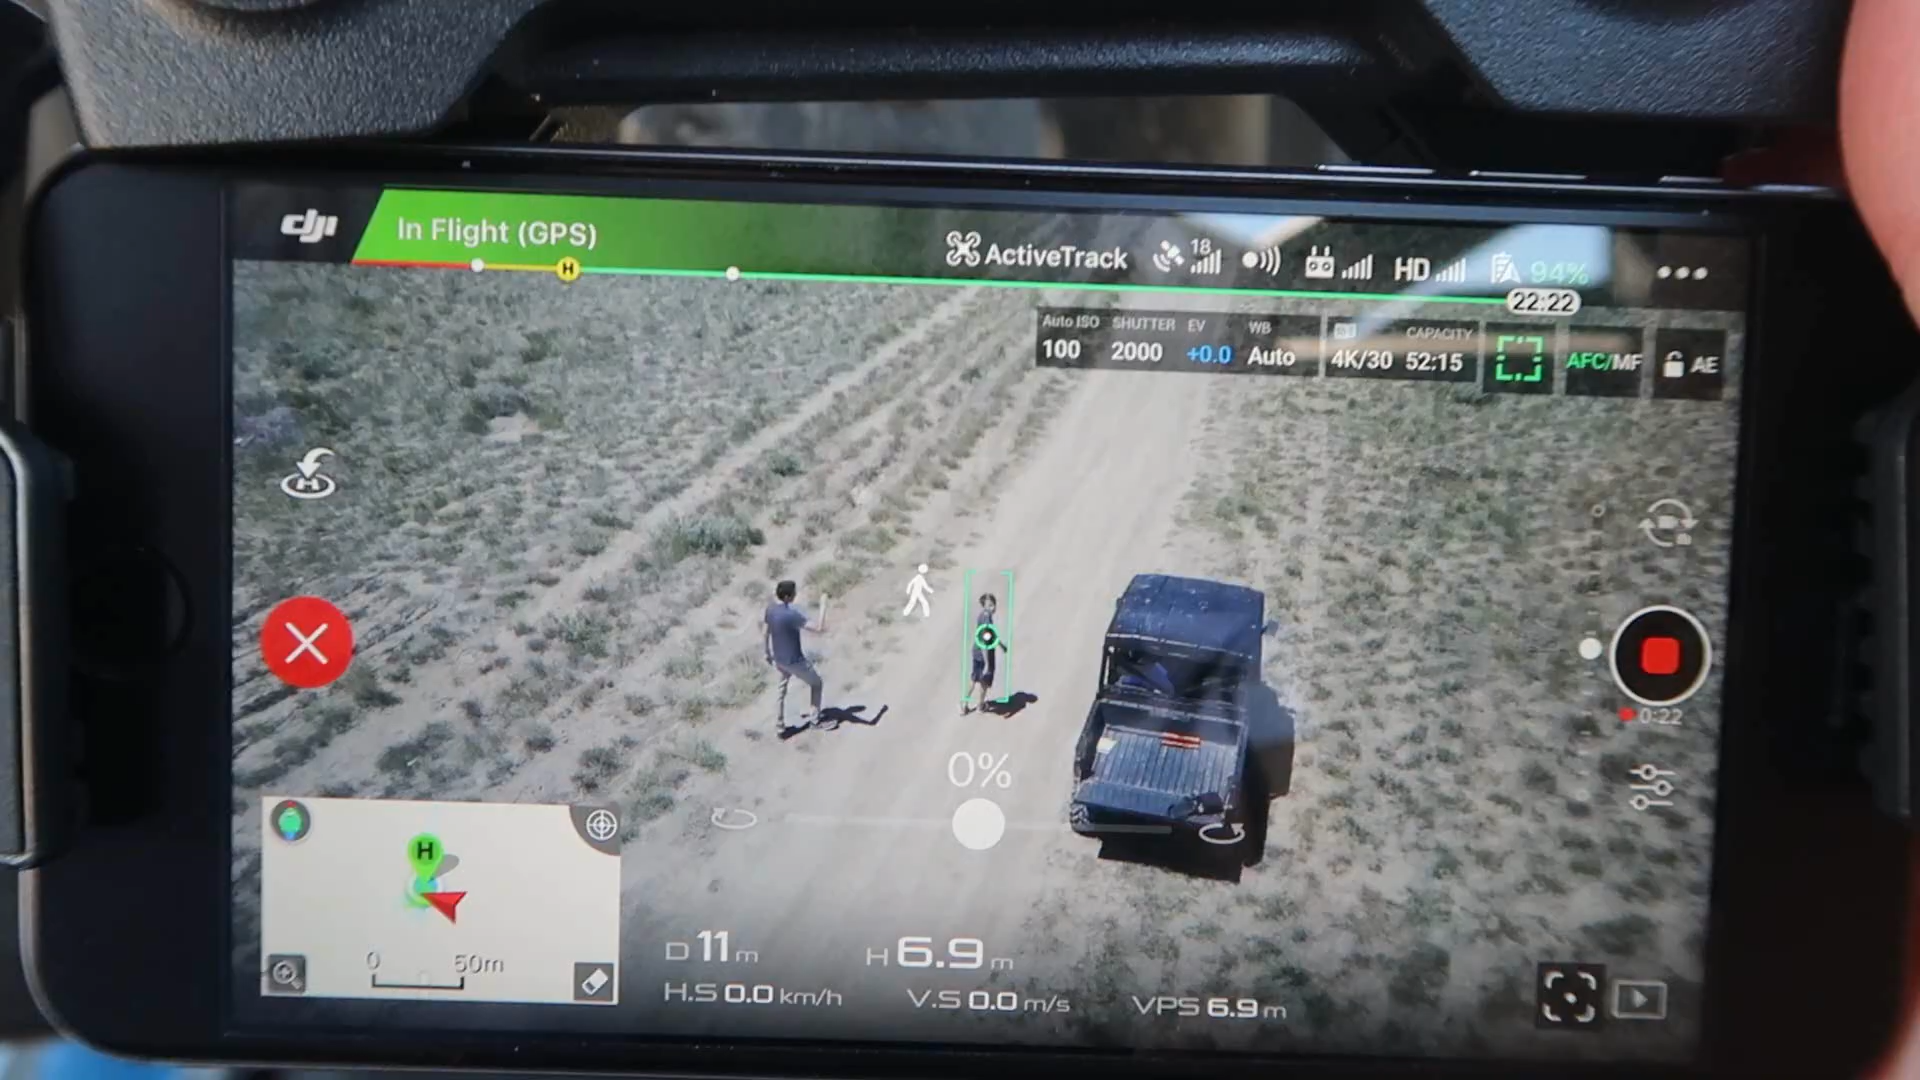 dji
In Flight (GPS)
H
ActiveTrack
18
HD
94%
22:22
Auto ISO
100
SHUTTER
2000
EV
+0.0
WB
Auto
4K/30
CAPACITY
52:15
AFC/MF
AE
H
0:22
0%
H
0 50m
D 11 m
H 6.9 m
H.S 0.0 km/h
V.S 0.0 m/s
VPS 6.9 m